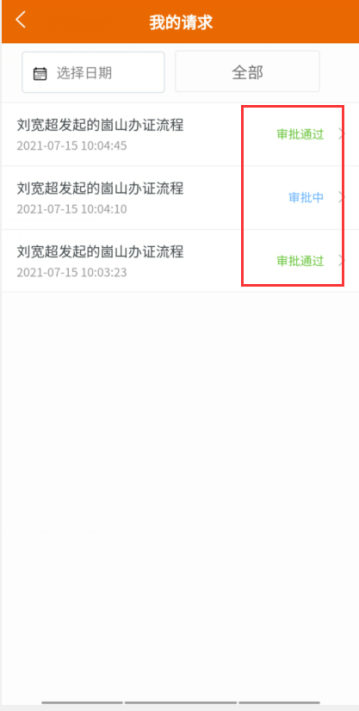 我的请求
选择日期
全部
刘宽超发起的崮山办证流程
审批通过
2021-07-15 10:04:45
刘宽超发起的崮山办证流程
审批中
2021-07-15 10:04:10
刘宽超发起的崮山办证流程
审批通过
2021-07-15 10:03:23